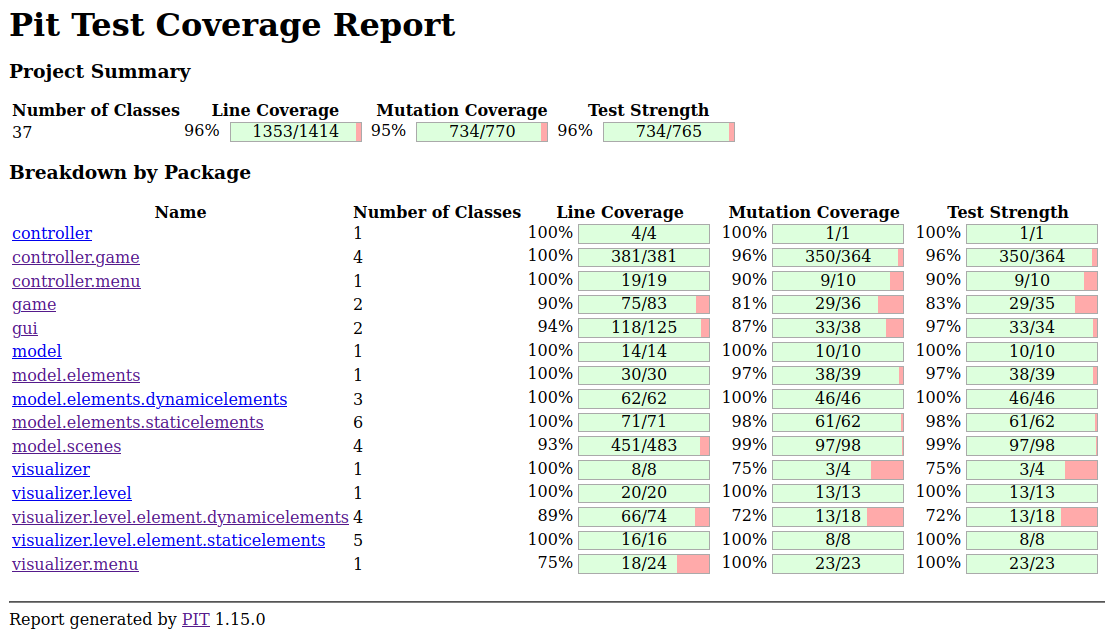 Pit Test Coverage Report
Project Summary
Number of Classes Line Coverage Mutation Coverage Test Strength
37 96% 1353/1414 95% 734/770 96% 734/765
Breakdown by Package
Name Number of Classes Line Coverage Mutation Coverage Test Strength
controller 1 100% 4/4 100% 1/1 100% 1/1
controller.game 4 100% 381/381 96% 350/364 96% 350/364
controller.menu 1 100% 19/19 90% 9/10 90% 9/10
game 2 90% 75/83 81% 29/36 83% 29/35
gui 2 94% 118/125 87% 33/38 97% 33/34
model 1 100% 14/14 100% 10/10 100% 10/10
model.elements 1 100% 30/30 97% 38/39 97% 38/39
model.elements.dynamicelements 3 100% 62/62 100% 46/46 100% 46/46
model.elements.staticelements 6 100% 71/71 98% 61/62 98% 61/62
model.scenes 4 93% 451/483 99% 97/98 99% 97/98
visualizer 1 100% 8/8 75% 3/4 75% 3/4
visualizer.level 1 100% 20/20 100% 13/13 100% 13/13
visualizer.level.element.dynamicelements 4 89% 66/74 72% 13/18 72% 13/18
visualizer.level.element.staticelements 5 100% 16/16 100% 8/8 100% 8/8
visualizer.menu 1 75% 18/24 100% 23/23 100% 23/23
Report generated by PIT 1.15.0